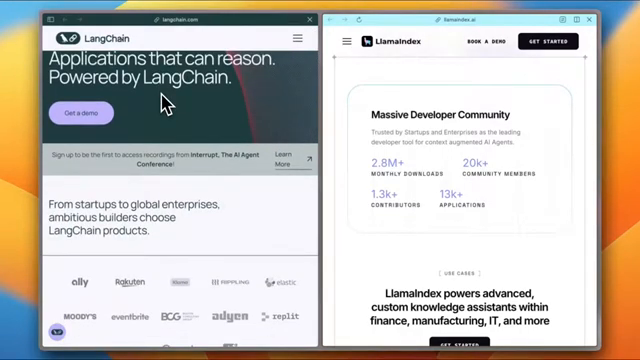 langchain.com
LangChain
Applications that can reason.
Powered by LangChain.
Get a demo
Sign up to be the first to access recordings from Interrupt, The AI Agent
Conference!
Learn
More
From startups to global enterprises,
ambitious builders choose
LangChain products.
ally
Rakuten
Klarna
RIPPLING
elastic
MOODY'S
eventbrite
BCG
adyen
replit
llamaindex.ai
LlamaIndex
BOOK A DEMO
GET STARTED
Massive Developer Community
Trusted by Startups and Enterprises as the leading
developer tool for context augmented AI Agents.
2.8M+
20k+
MONTHLY DOWNLOADS
COMMUNITY MEMBERS
1.3k+
13k+
CONTRIBUTORS
APPLICATIONS
USE CASES
LlamaIndex powers advanced,
custom knowledge assistants within
finance, manufacturing, IT, and more
GET STARTED